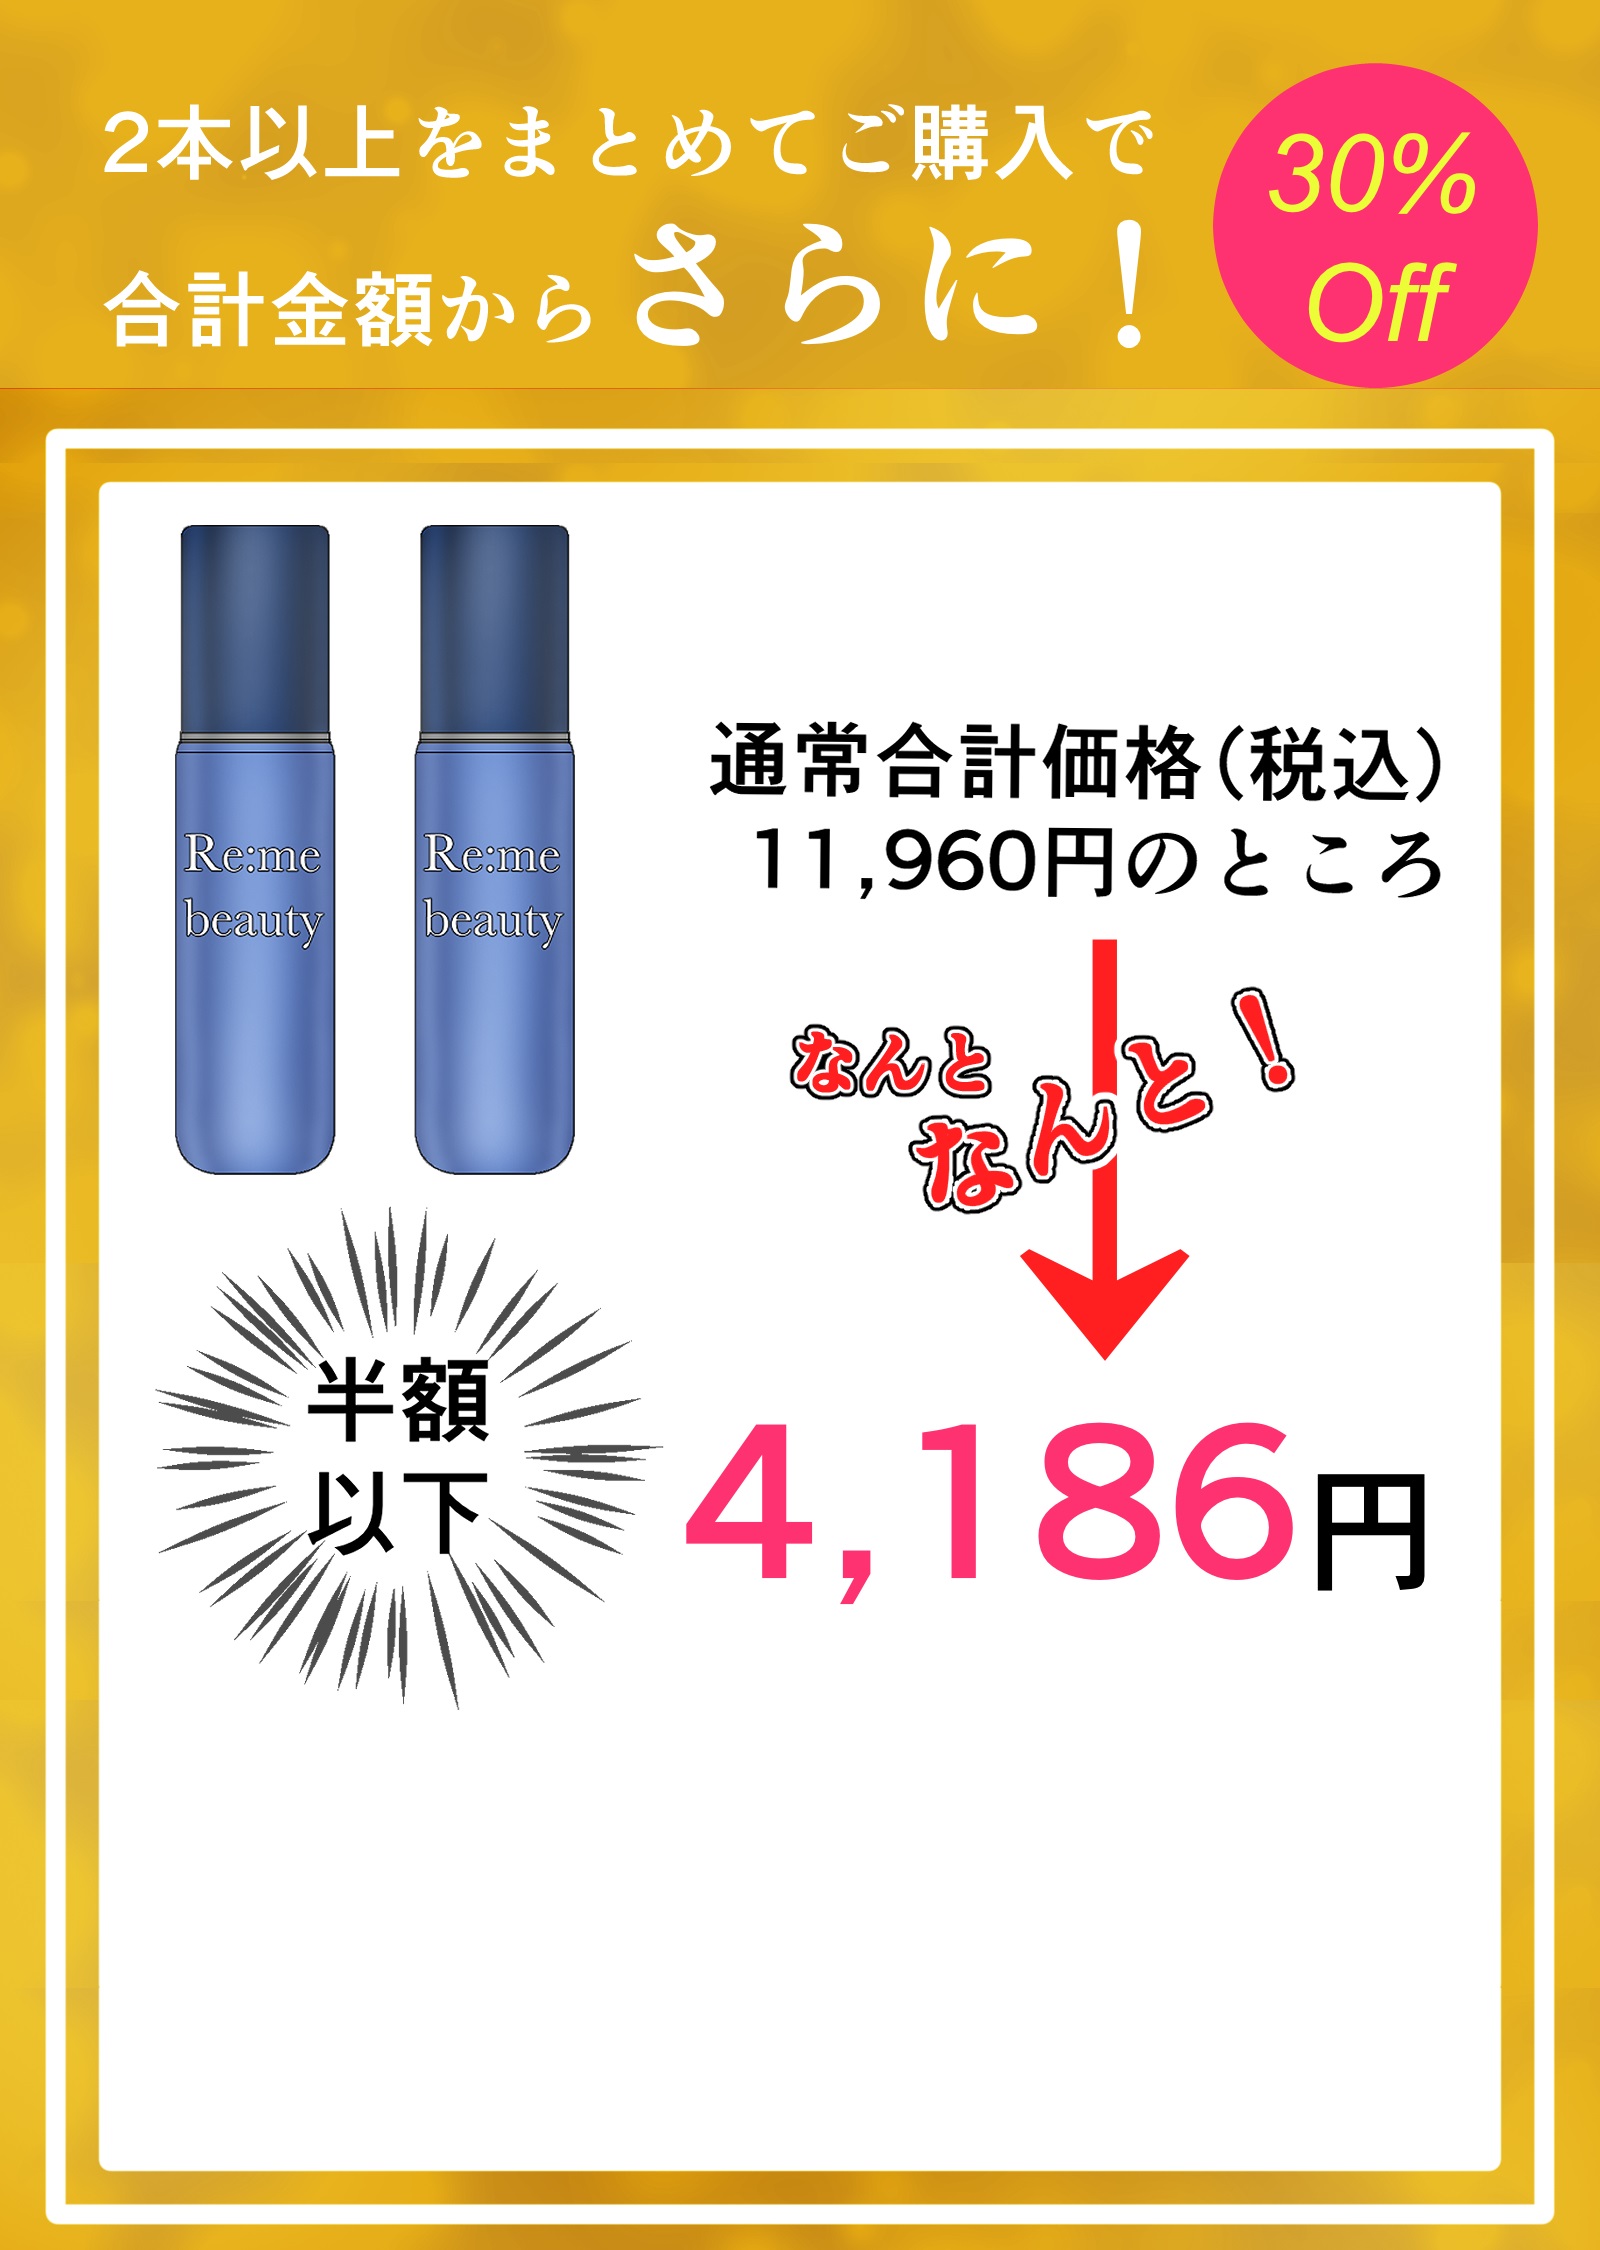 2本以上をまとめてご購入で
合計金額からさらに！
30%
Off
Re:me
beauty
Re:me
beauty
通常合計価格(税込)
11,960円のところ
なんと
なんと！
半額
以下
4,186円